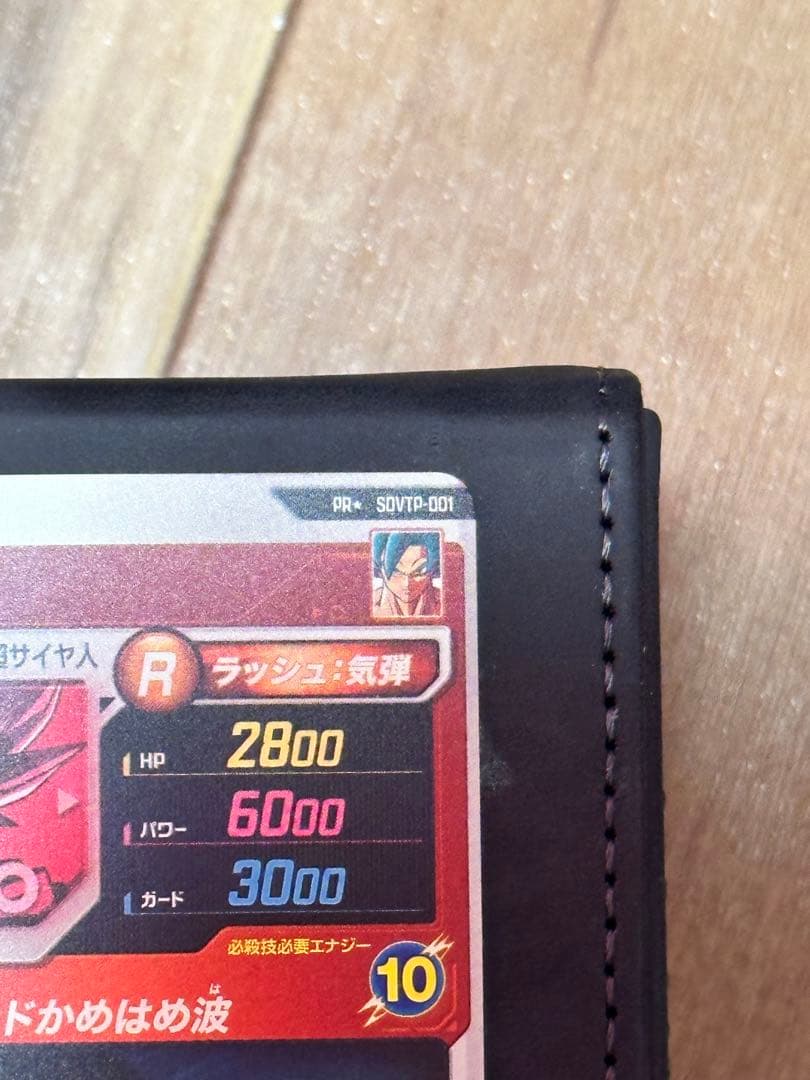 PR★ SDVTP-001
超サイヤ人
R ラッシュ:気弾
HP 2800
パワー 6000
ガード 3000
必殺技必要エナジー
10
ドかめはめ波
は